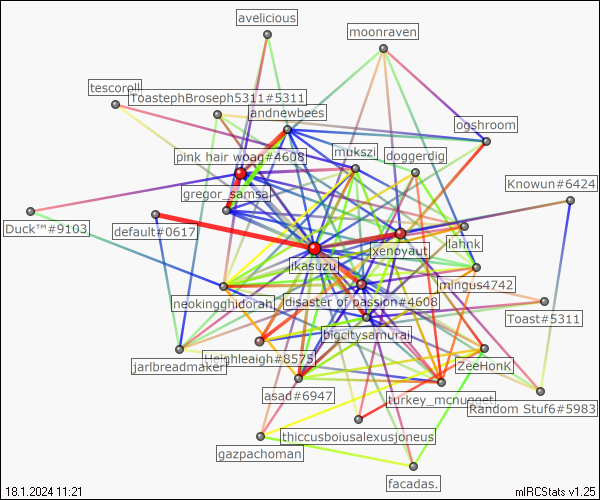 avelicious
moonraven
tescoroll
ToastephBroseph5311#5311
andnewbees
ogshroom
pink hair woag#4608
mukszi
doggerdig
Knowun#6424
gregor_samsa
Duck™#9103
default#0617
xenoyaut
lahnk
ikasuzu
mingus4742
neokingghidorah
disaster of passion#4608
Toast#5311
bigcitysamurai
Heighleigh#8575
jarlbreadmaker
ZeeHonK
asad#6947
turkey_mcnugget
Random Stuf6#5983
thiccusboiusalexusjoneus
gazpachoman
facadas.
18.1.2024 11:21
mIRCStats v1.25